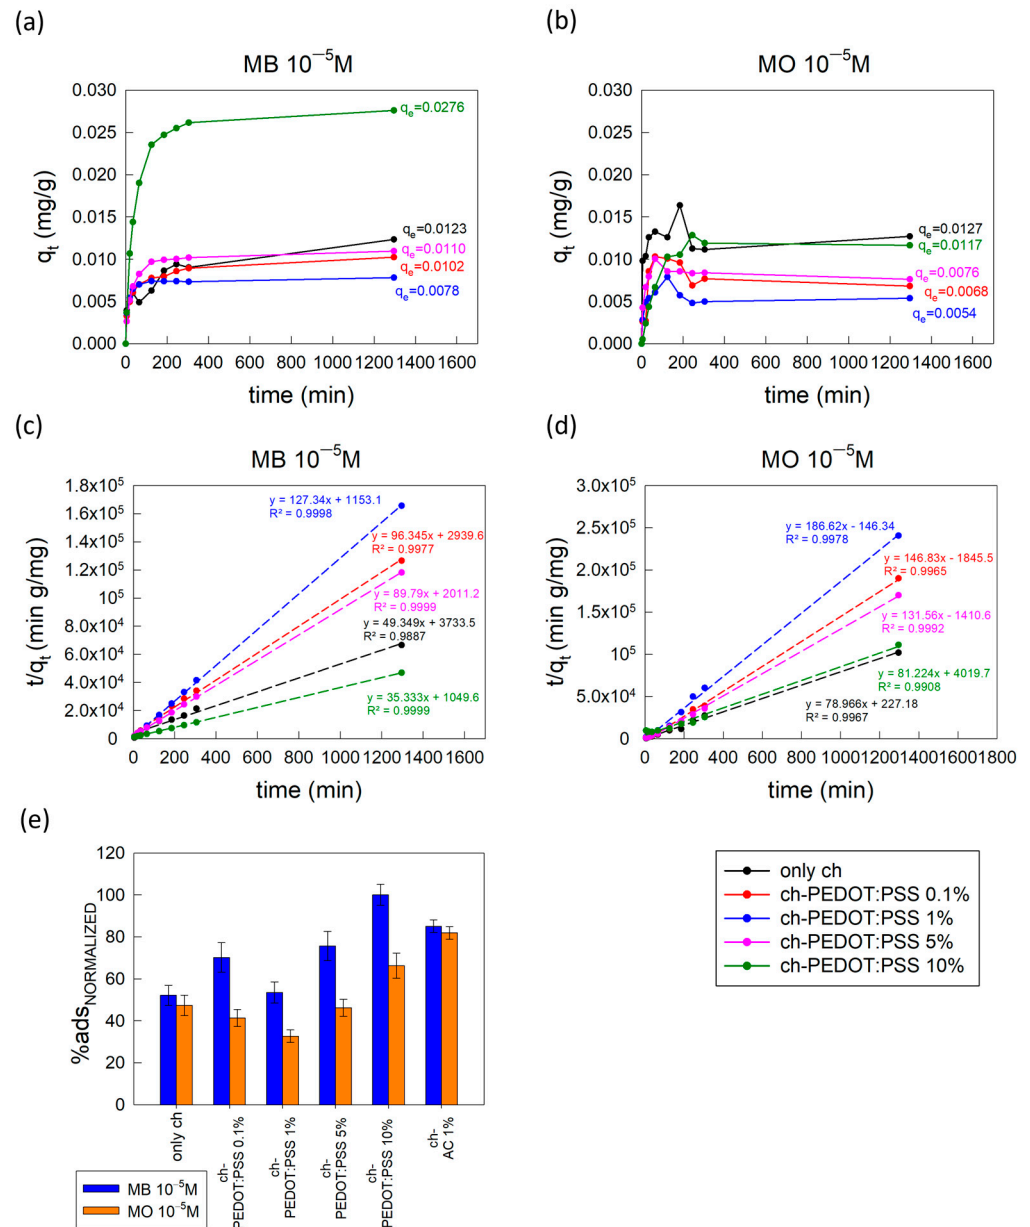 (a)
MB 10⁻⁵M
0.030
0.025
0.020
0.015
0.010
0.005
0.000
qₜ (mg/g)
qₑ=0.0276
qₑ=0.0123
qₑ=0.0110
qₑ=0.0102
qₑ=0.0078
0 200 400 600 800 1000 1200 1400 1600
time (min)
(b)
MO 10⁻⁵M
0.030
0.025
0.020
0.015
0.010
0.005
0.000
qₜ (mg/g)
qₑ=0.0127
qₑ=0.0117
qₑ=0.0076
qₑ=0.0068
qₑ=0.0054
0 200 400 600 800 1000 1200 1400 1600
time (min)
(c)
MB 10⁻⁵M
1.8x10⁵
1.6x10⁵
1.4x10⁵
1.2x10⁵
10⁵
8.0x10⁴
6.0x10⁴
4.0x10⁴
2.0x10⁴
0
t/qₜ (min g/mg)
y = 127.34x + 1153.1
R² = 0.9998
y = 96.345x + 2939.6
R² = 0.9977
y = 89.79x + 2011.2
R² = 0.9999
y = 49.349x + 3733.5
R² = 0.9887
y = 35.333x + 1049.6
R² = 0.9999
0 200 400 600 800 1000 1200 1400 1600
time (min)
(d)
MO 10⁻⁵M
3.0x10⁵
2.5x10⁵
2.0x10⁵
1.5x10⁵
10⁵
5.0x10⁴
0
t/qₜ (min g/mg)
y = 186.62x - 146.34
R² = 0.9978
y = 146.83x - 1845.5
R² = 0.9965
y = 131.56x - 1410.6
R² = 0.9992
y = 81.224x + 4019.7
R² = 0.9908
y = 78.966x + 227.18
R² = 0.9967
0 200 400 600 800 1000 1200 1400 1600 1800
time (min)
(e)
120
100
80
60
40
20
0
%ads_NORMALIZED
only ch
ch-
PEDOT:PSS 0.1%
ch-
PEDOT:PSS 1%
ch-
PEDOT:PSS 5%
ch-
PEDOT:PSS 10%
ch-
AC 1%
MB 10⁻⁵M
MO 10⁻⁵M
only ch
ch-PEDOT:PSS 0.1%
ch-PEDOT:PSS 1%
ch-PEDOT:PSS 5%
ch-PEDOT:PSS 10%